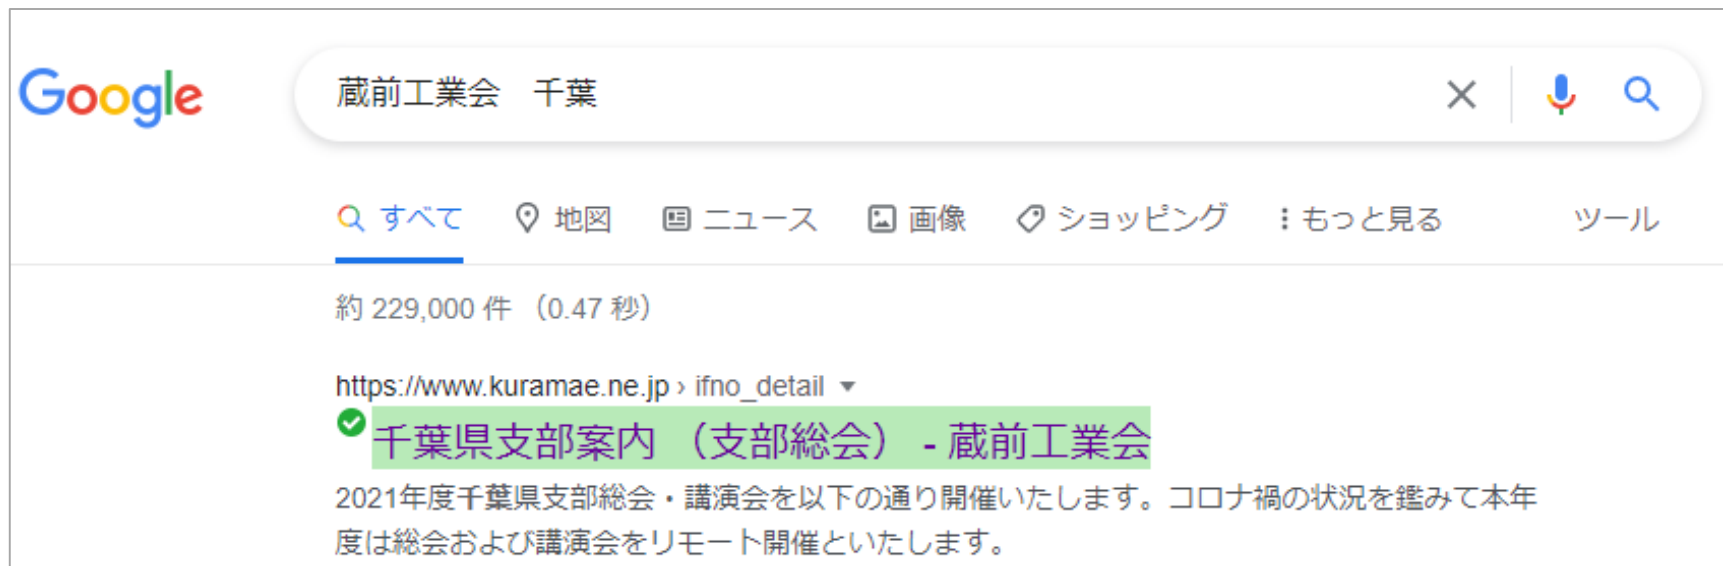 Google
蔵前工業会　千葉
すべて 地図 ニュース 画像 ショッピング もっと見る ツール
約 229,000 件 （0.47 秒）
https://www.kuramae.ne.jp › ifno_detail
千葉県支部案内 （支部総会） - 蔵前工業会
2021年度千葉県支部総会・講演会を以下の通り開催いたします。コロナ禍の状況を鑑みて本年
度は総会および講演会をリモート開催といたします。